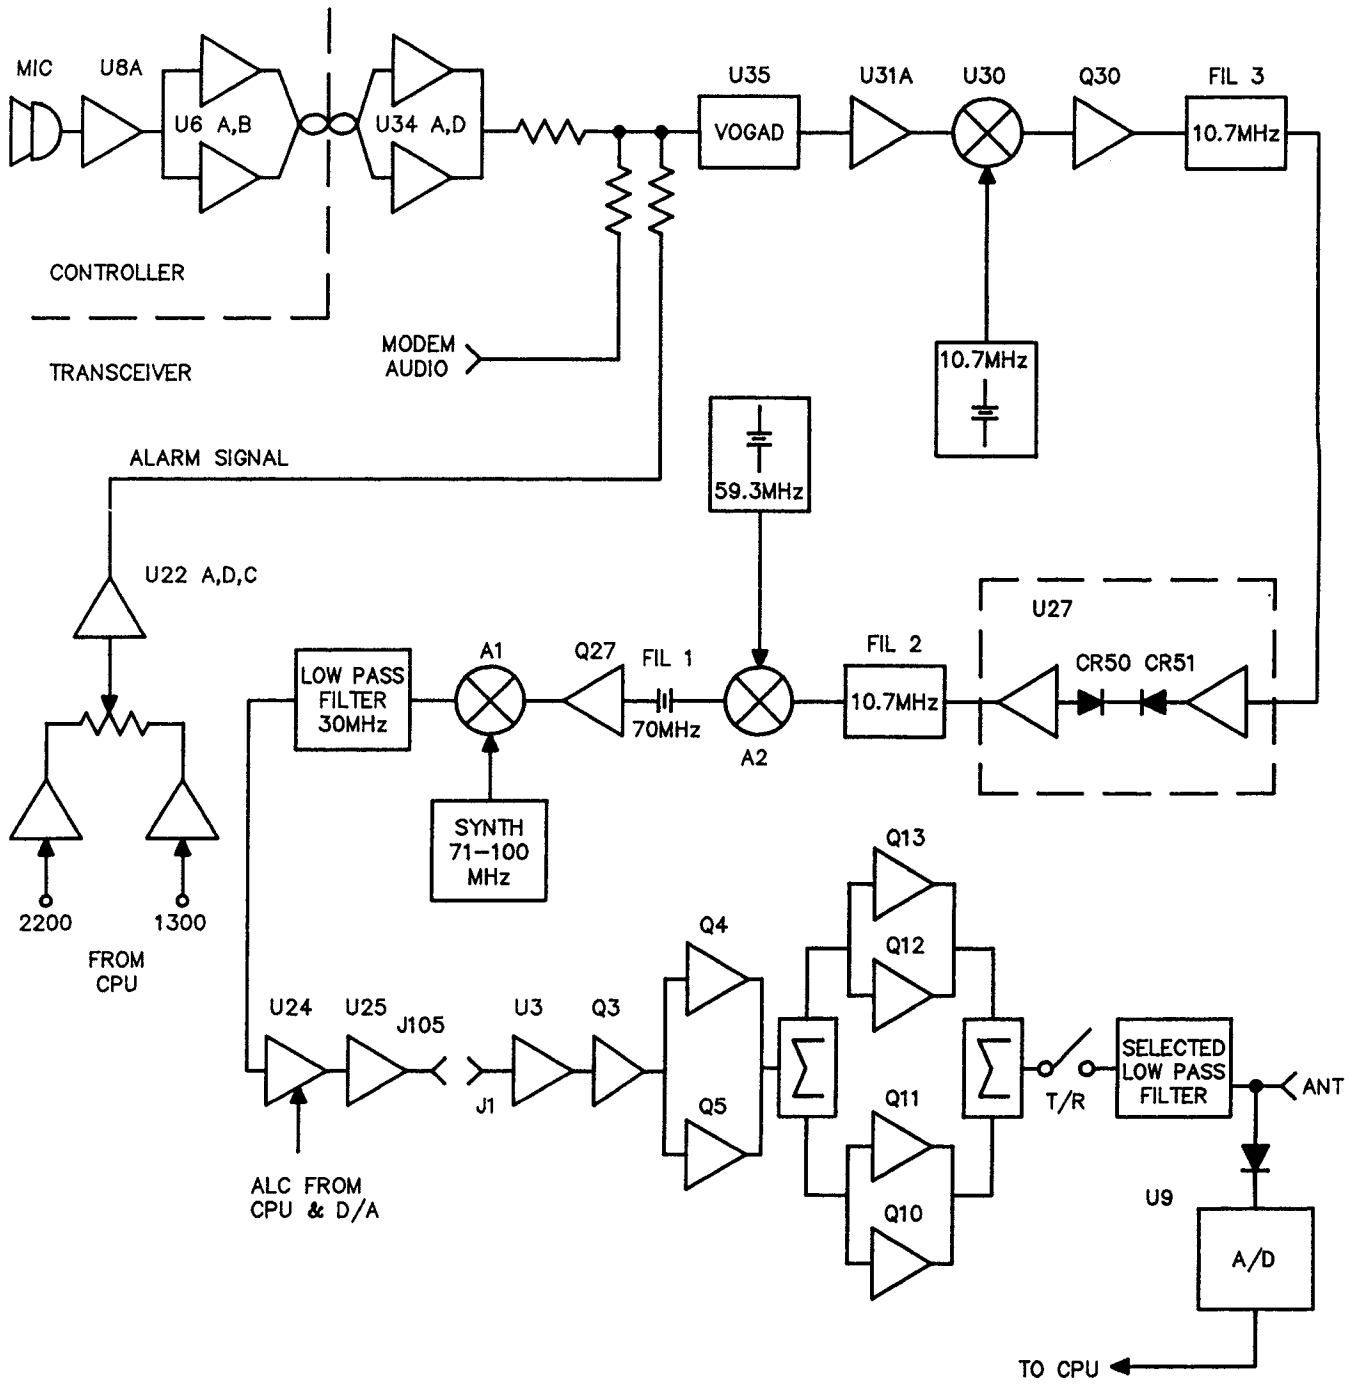 MIC
U8A
U6 A,B
U34 A,D
U35
VOGAD
U31A
U30
Q30
FIL 3
10.7MHz
CONTROLLER
TRANSCEIVER
MODEM
AUDIO
10.7MHz
59.3MHz
ALARM SIGNAL
U22 A,D,C
U27
CR50 CR51
FIL 2
10.7MHz
A2
FIL 1
70MHz
Q27
A1
LOW PASS
FILTER
30MHz
SYNTH
71-100
MHz
2200
1300
FROM
CPU
U24
U25
J105
J1
U3
Q3
Q4
Q5
Σ
Q13
Q12
Q11
Q10
Σ
T/R
SELECTED
LOW PASS
FILTER
ANT
ALC FROM
CPU & D/A
U9
A/D
TO CPU